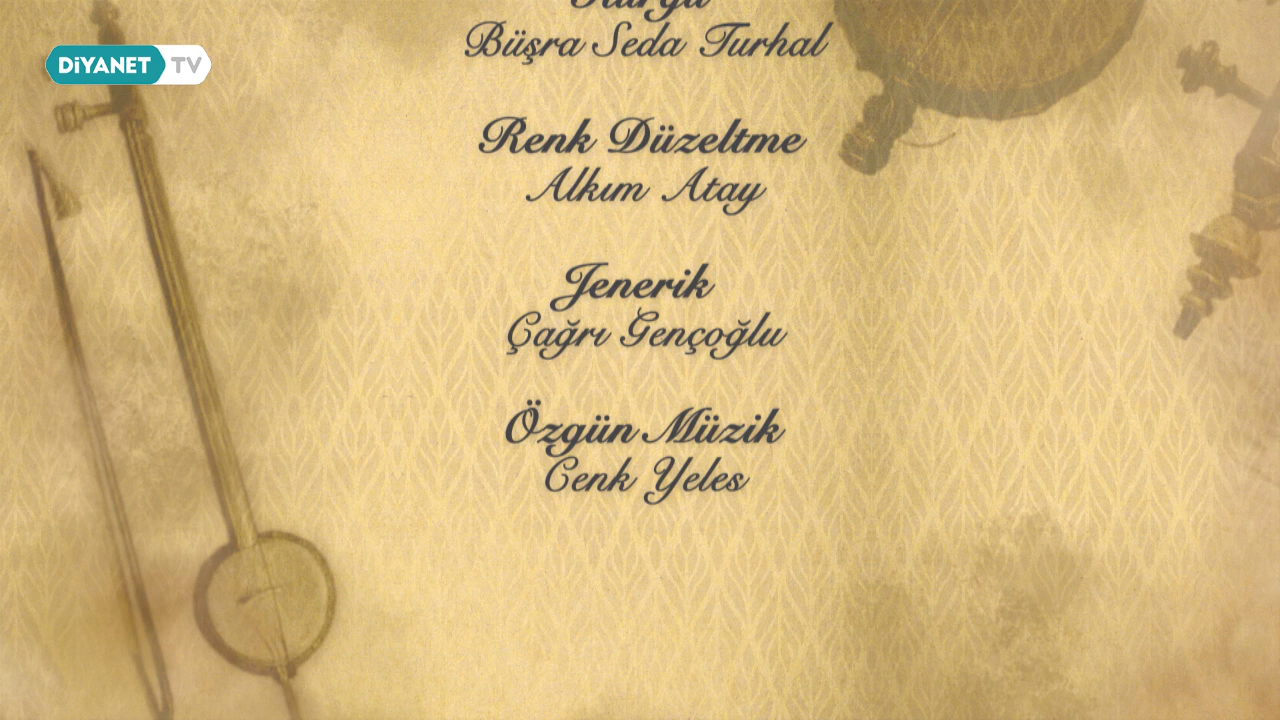 DİYANET TV
Büşra Seda Turhal
Renk Düzeltme
Alkım Atay
Jenerik
Çağrı Gençoğlu
Özgün Müzik
Cenk Yeles